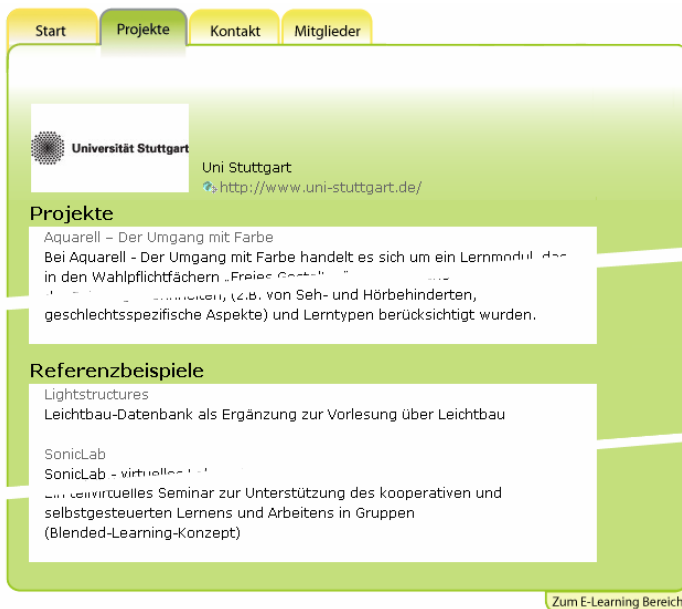 Start Projekte Kontakt Mitglieder
Universität Stuttgart
Uni Stuttgart
http://www.uni-stuttgart.de/
Projekte
Aquarell – Der Umgang mit Farbe
Bei Aquarell - Der Umgang mit Farbe handelt es sich um ein Lernmodul, das
in den Wahlpflichtfächern „Freies
(z.B. von Seh- und Hörbehinderten,
geschlechtsspezifische Aspekte) und Lerntypen berücksichtigt wurden.
Referenzbeispiele
Lightstructures
Leichtbau-Datenbank als Ergänzung zur Vorlesung über Leichtbau
SonicLab
SonicLab - virtuelles
Ein teilvirtuelles Seminar zur Unterstützung des kooperativen und
selbstgesteuerten Lernens und Arbeitens in Gruppen
(Blended-Learning-Konzept)
Zum E-Learning Bereich